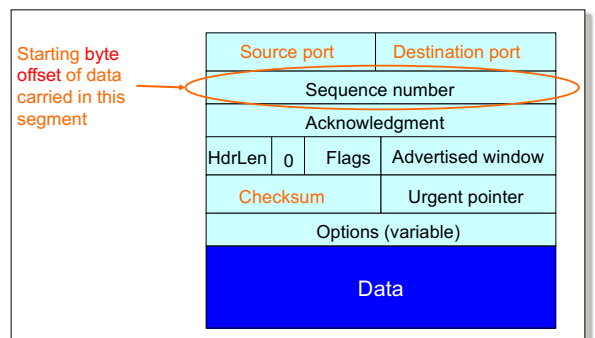 Starting byte
offset of data
carried in this
segment
Source port Destination port
Sequence number
Acknowledgment
HdrLen 0 Flags Advertised window
Checksum Urgent pointer
Options (variable)
Data